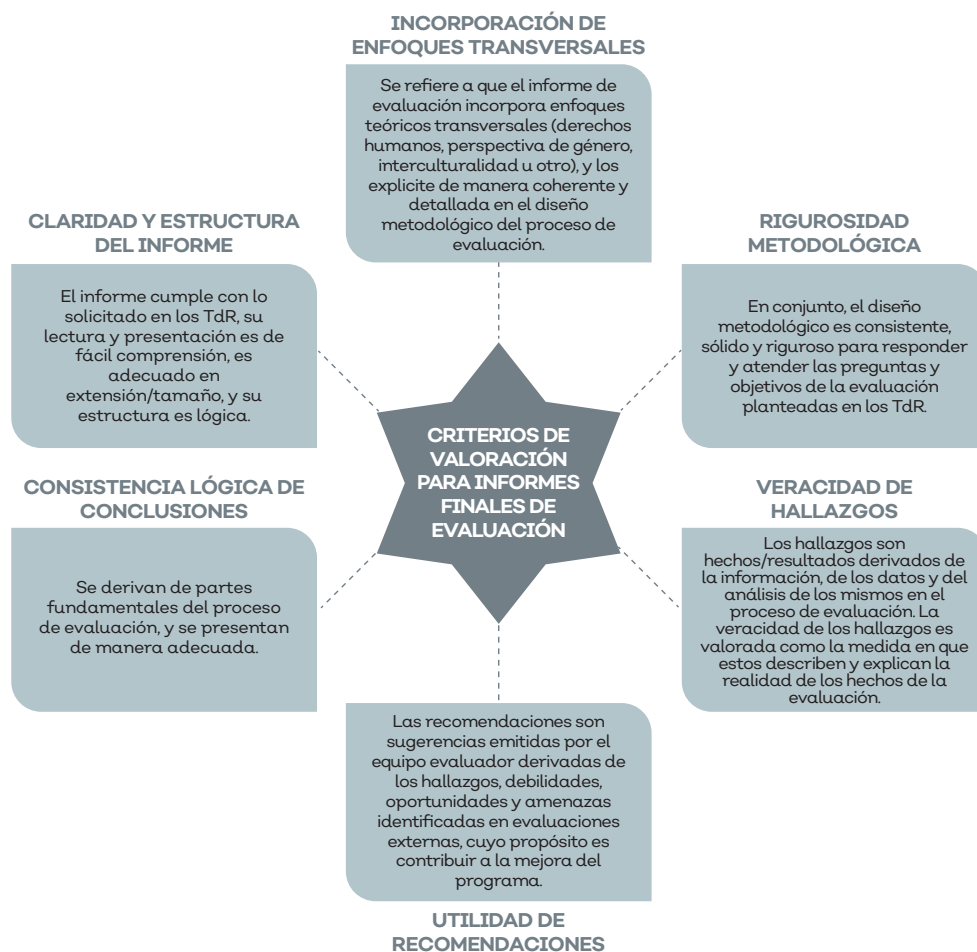 INCORPORACIÓN DE
ENFOQUES TRANSVERSALES
Se refiere a que el informe de
evaluación incorpora enfoques
teóricos transversales (derechos
humanos, perspectiva de género,
interculturalidad u otro), y los
explicite de manera coherente y
detallada en el diseño
metodológico del proceso de
evaluación.
CLARIDAD Y ESTRUCTURA
DEL INFORME
El informe cumple con lo
solicitado en los TdR, su
lectura y presentación es de
fácil comprensión, es
adecuado en
extensión/tamaño, y su
estructura es lógica.
RIGUROSIDAD
METODOLÓGICA
En conjunto, el diseño
metodológico es consistente,
sólido y riguroso para responder
y atender las preguntas y
objetivos de la evaluación
planteadas en los TdR.
CRITERIOS DE
VALORACIÓN
PARA INFORMES
FINALES DE
EVALUACIÓN
CONSISTENCIA LÓGICA DE
CONCLUSIONES
Se derivan de partes
fundamentales del proceso
de evaluación, y se presentan
de manera adecuada.
VERACIDAD DE
HALLAZGOS
Los hallazgos son
hechos/resultados derivados de
la información, de los datos y del
análisis de los mismos en el
proceso de evaluación. La
veracidad de los hallazgos es
valorada como la medida en que
estos describen y explican la
realidad de los hechos de la
evaluación.
Las recomendaciones son
sugerencias emitidas por el
equipo evaluador derivadas de
los hallazgos, debilidades,
oportunidades y amenazas
identificadas en evaluaciones
externas, cuyo propósito es
contribuir a la mejora del
programa.
UTILIDAD DE
RECOMENDACIONES